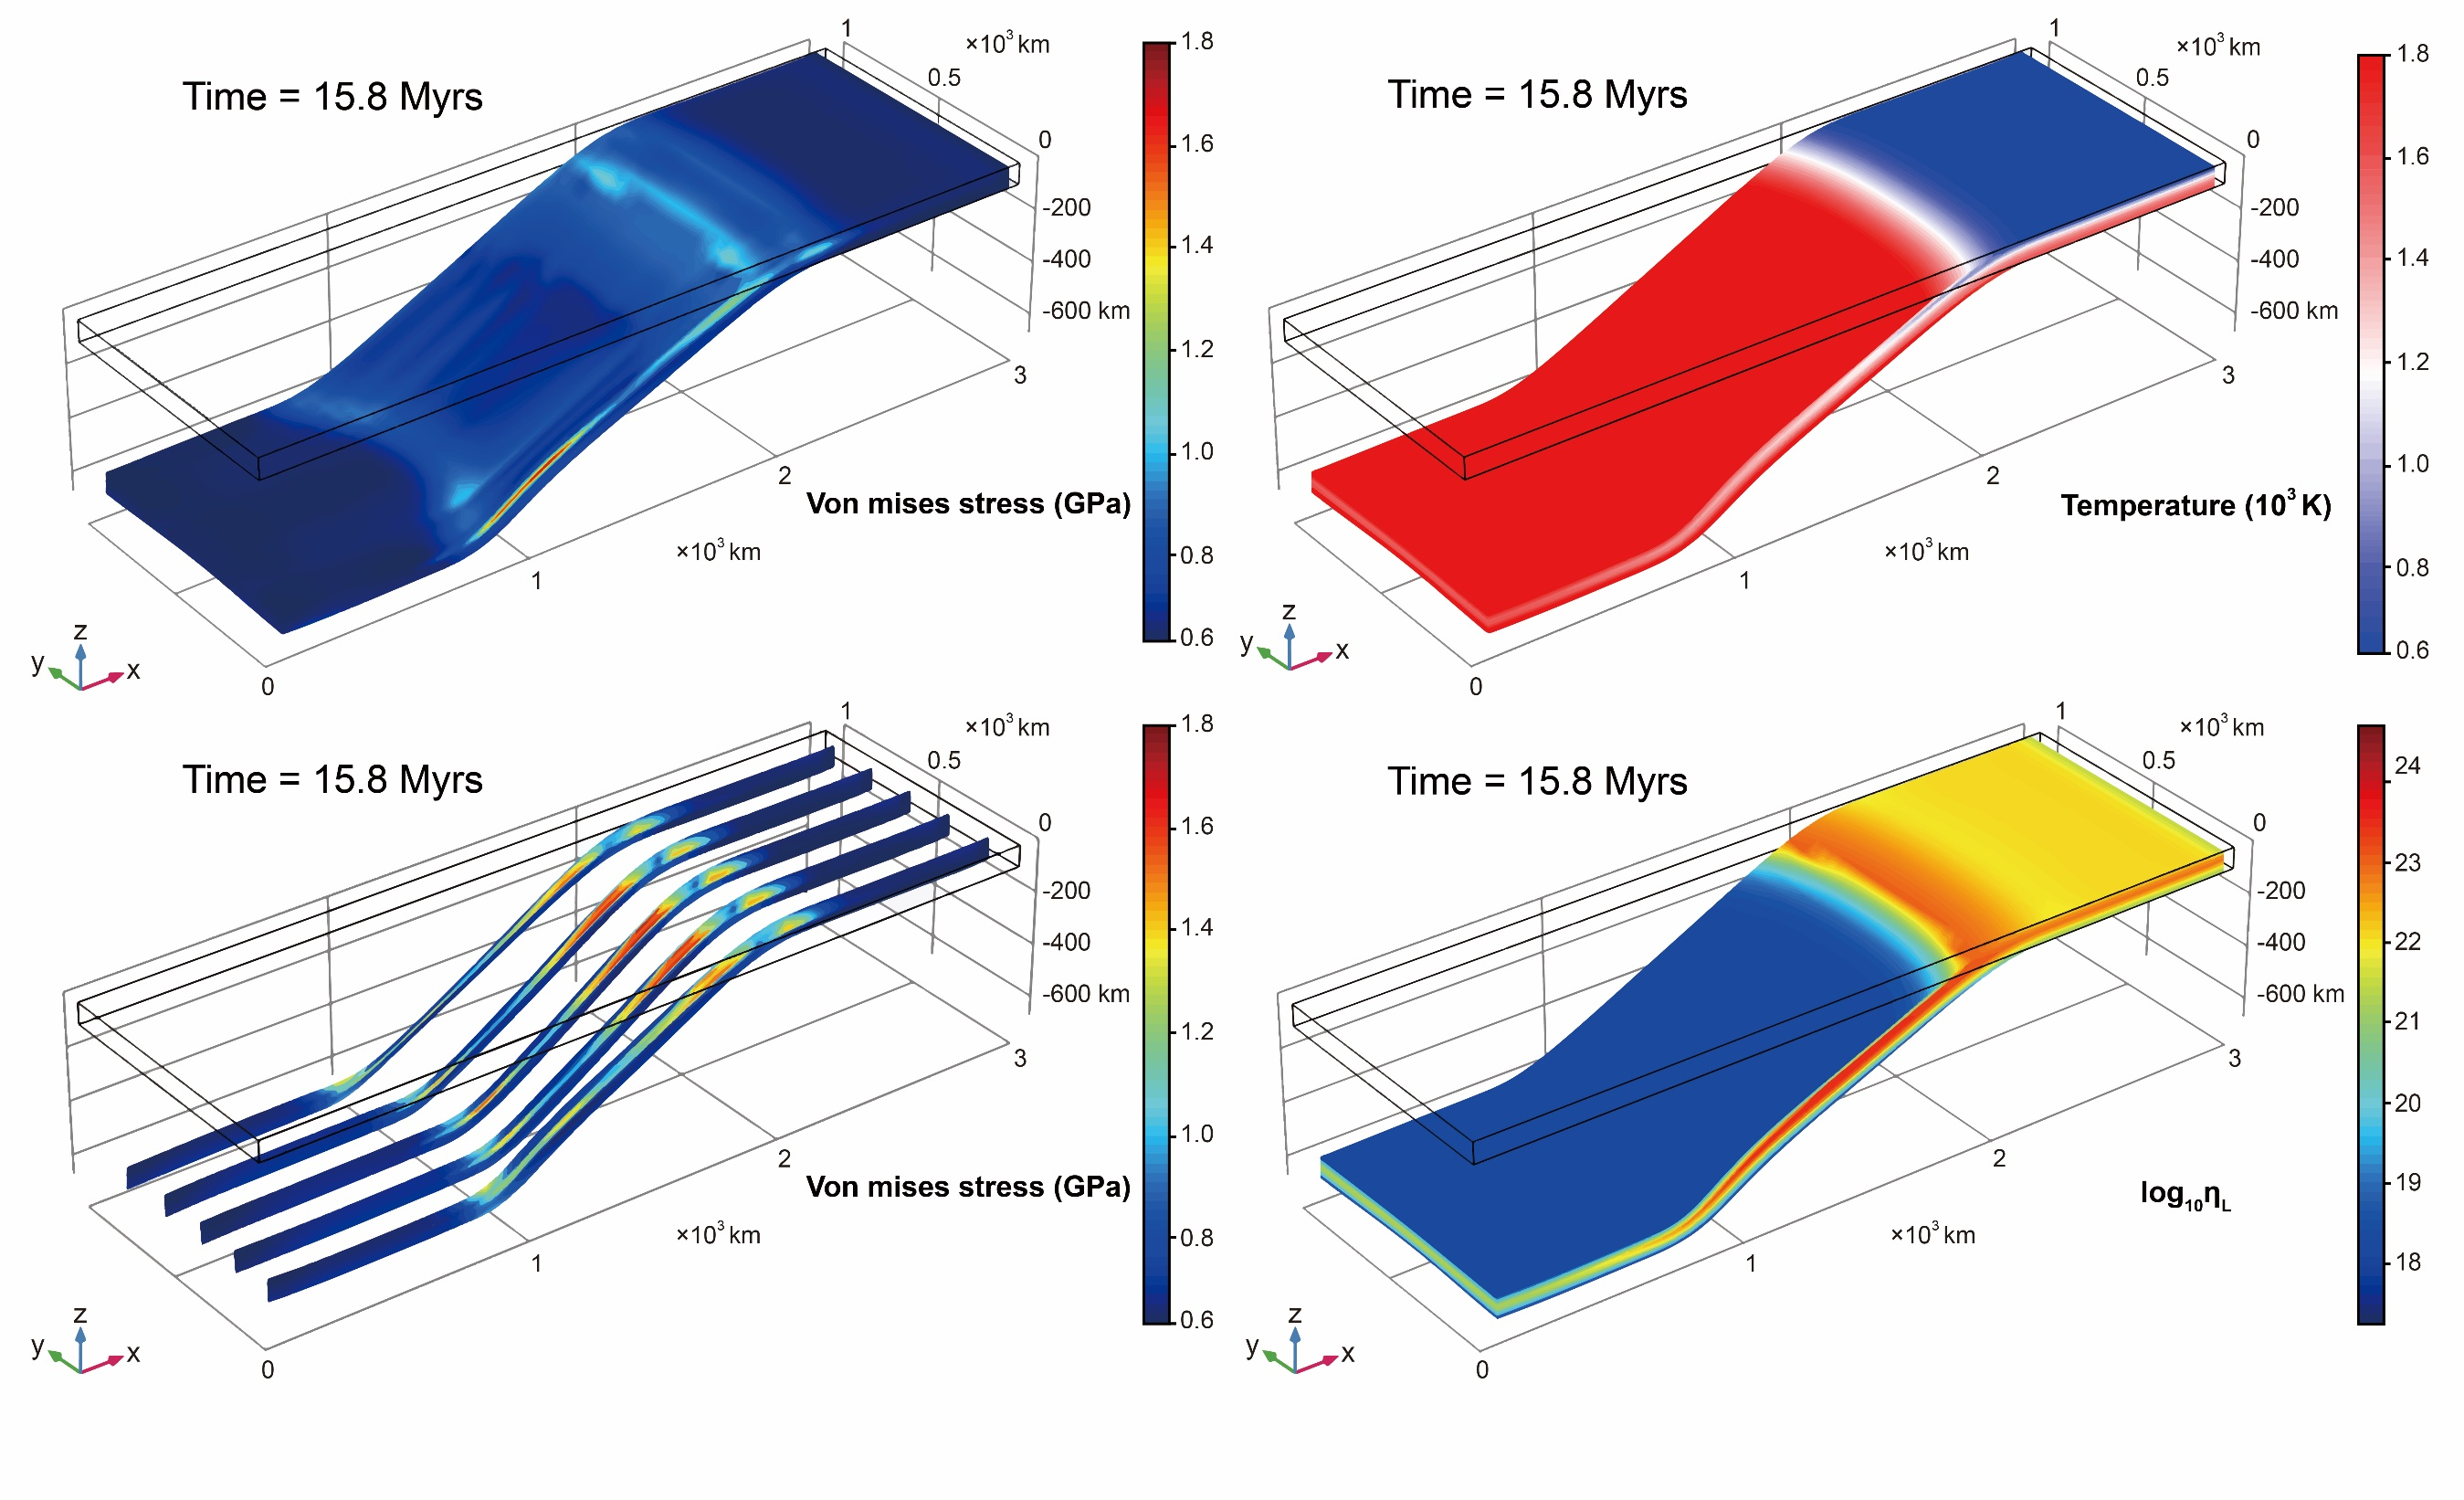 Time = 15.8 Myrs
1
×10³ km
0.5
0
-200
-400
-600 km
3
2
1
0
×10³ km
Von mises stress (GPa)
1.8
1.6
1.4
1.2
1.0
0.8
0.6
z
y
x
Time = 15.8 Myrs
1
×10³ km
0.5
0
-200
-400
-600 km
3
2
1
0
×10³ km
Temperature (10³ K)
1.8
1.6
1.4
1.2
1.0
0.8
0.6
z
y
x
Time = 15.8 Myrs
1
×10³ km
0.5
0
-200
-400
-600 km
3
2
1
0
×10³ km
Von mises stress (GPa)
1.8
1.6
1.4
1.2
1.0
0.8
0.6
z
y
x
Time = 15.8 Myrs
1
×10³ km
0.5
0
-200
-400
-600 km
3
2
1
0
×10³ km
log₁₀η_L
24
23
22
21
20
19
18
z
y
x